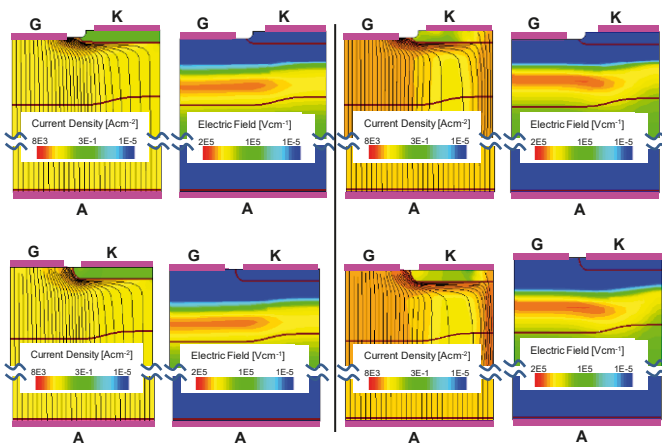 G K K
G
Current Density [Acm-2]
8E3 3E-1 1E-5
Electric Field [Vcm-1]
2E5 1E5 1E-5
Current Density [Acm-2]
8E3 3E-1 1E-5
Electric Field [Vcm-1]
2E5 1E5 1E-5
A A
G K G K
Current Density [Acm-2]
8E3 3E-1 1E-5
Electric Field [Vcm-1]
2E5 1E5 1E-5
Current Density [Acm-2]
8E3 3E-1 1E-5
Electric Field [Vcm-1]
2E5 1E5 1E-5
A A